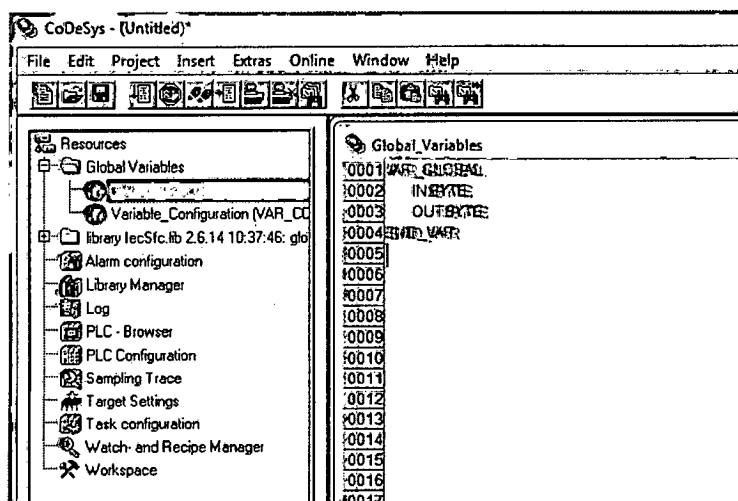 CoDeSys - (Untitled)*
File Edit Project Insert Extras Online Window Help
Resources
Global Variables
Variable_Configuration (VAR_CO
library Iecsfc.lib 2.6.14 10:37:46: glo
Alarm configuration
Library Manager
Log
PLC - Browser
PLC Configuration
Sampling Trace
Target Settings
Task configuration
Watch- and Recipe Manager
Workspace
Global_Variables
0001 VAR_GLOBAL
0002 IN:BYTE;
0003 OUT:BYTE;
0004 END_VAR
0005
0006
0007
0008
0009
0010
0011
0012
0013
0014
0015
0016
0017